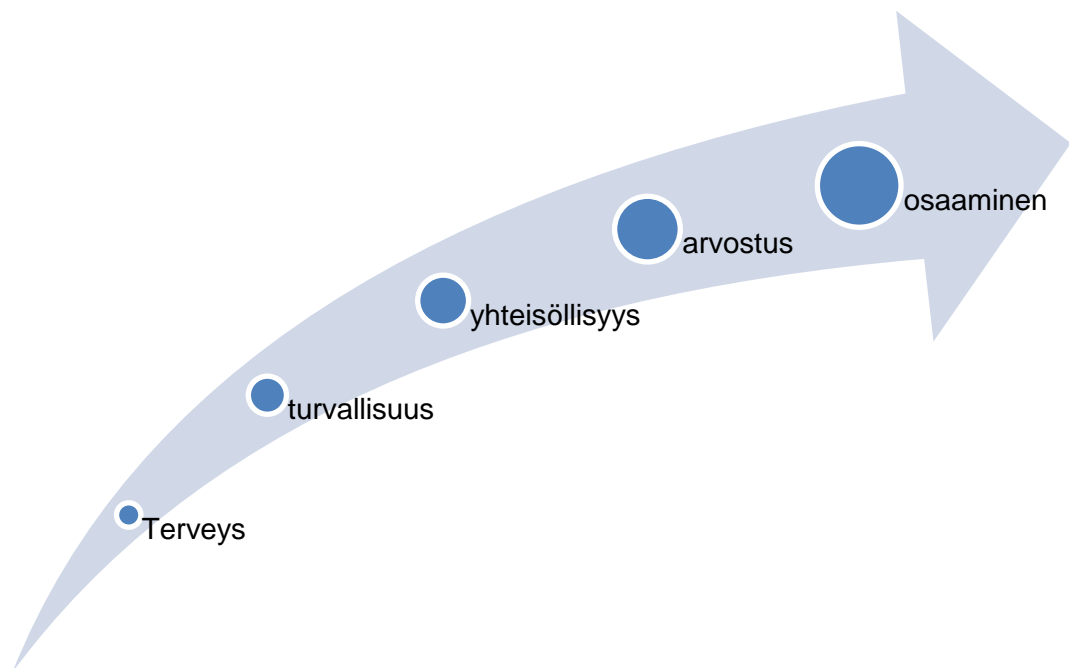 osaaminen
arvostus
yhteisöllisyys
turvallisuus
Terveys